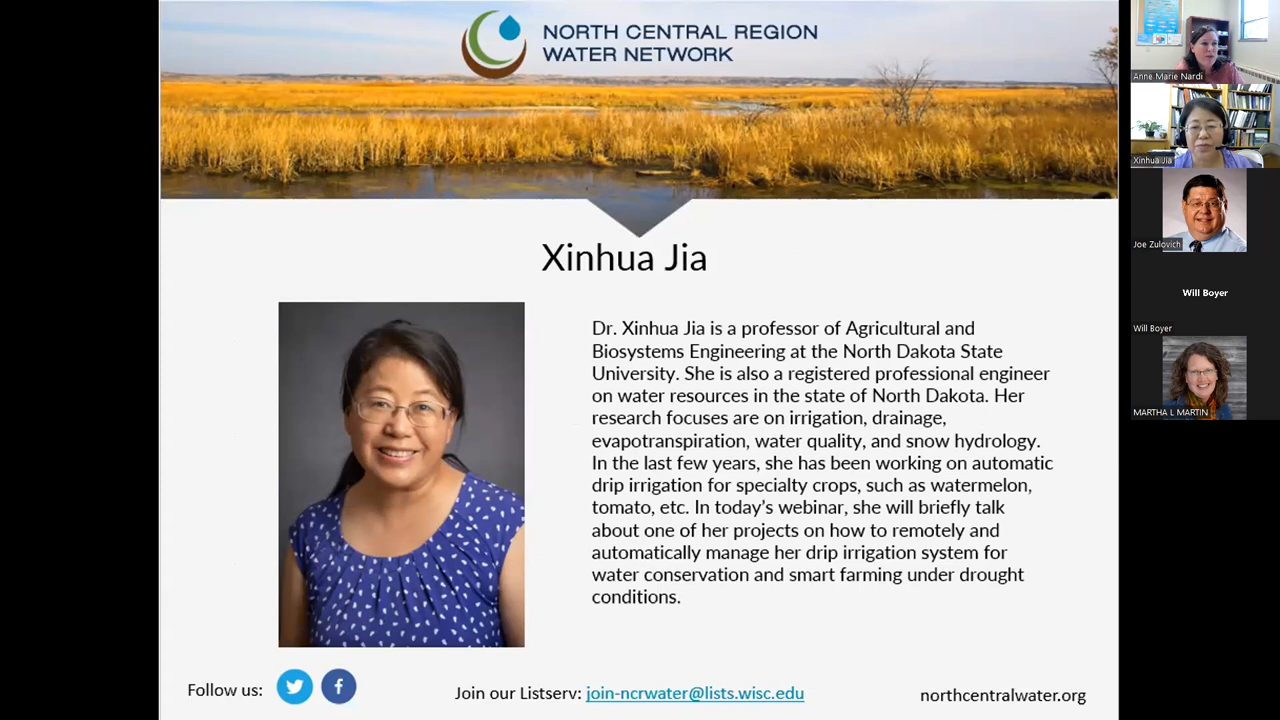 NORTH CENTRAL REGION
WATER NETWORK
Xinhua Jia
Dr. Xinhua Jia is a professor of Agricultural and
Biosystems Engineering at the North Dakota State
University. She is also a registered professional engineer
on water resources in the state of North Dakota. Her
research focuses are on irrigation, drainage,
evapotranspiration, water quality, and snow hydrology.
In the last few years, she has been working on automatic
drip irrigation for specialty crops, such as watermelon,
tomato, etc. In today's webinar, she will briefly talk
about one of her projects on how to remotely and
automatically manage her drip irrigation system for
water conservation and smart farming under drought
conditions.
Follow us:
Join our Listserv: join-ncrwater@lists.wisc.edu
northcentralwater.org
Anne Marie Nardi
Xinhua Jia
Joe Zulovich
Will Boyer
Will Boyer
MARTHA L MARTIN